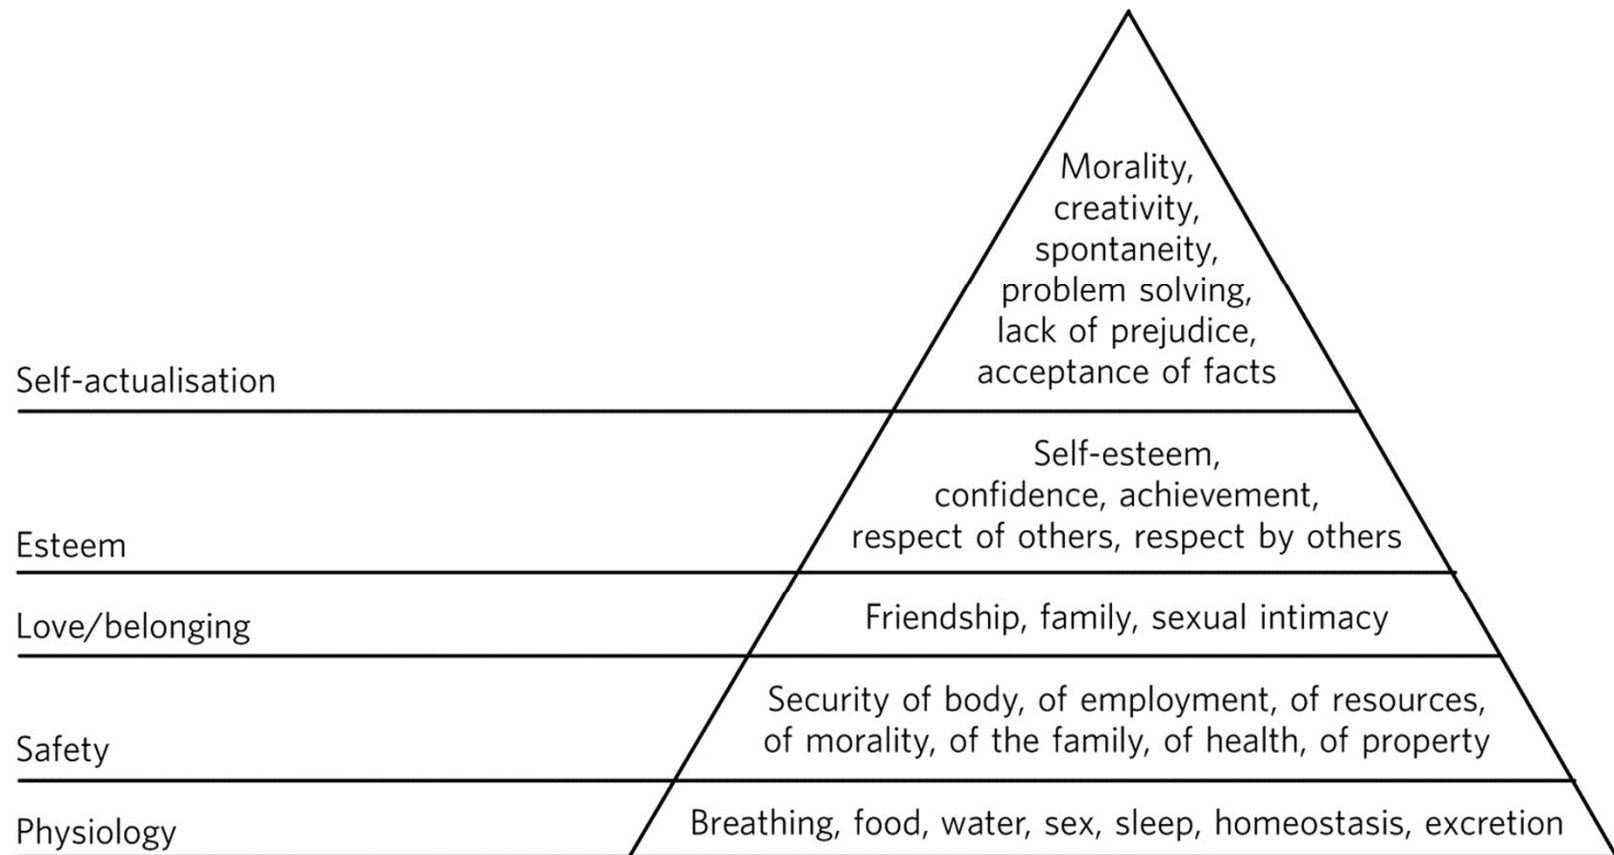 Morality,
creativity,
spontaneity,
problem solving,
lack of prejudice,
acceptance of facts
Self-actualisation
Self-esteem,
confidence, achievement,
respect of others, respect by others
Esteem
Friendship, family, sexual intimacy
Love/belonging
Security of body, of employment, of resources,
of morality, of the family, of health, of property
Safety
Breathing, food, water, sex, sleep, homeostasis, excretion
Physiology